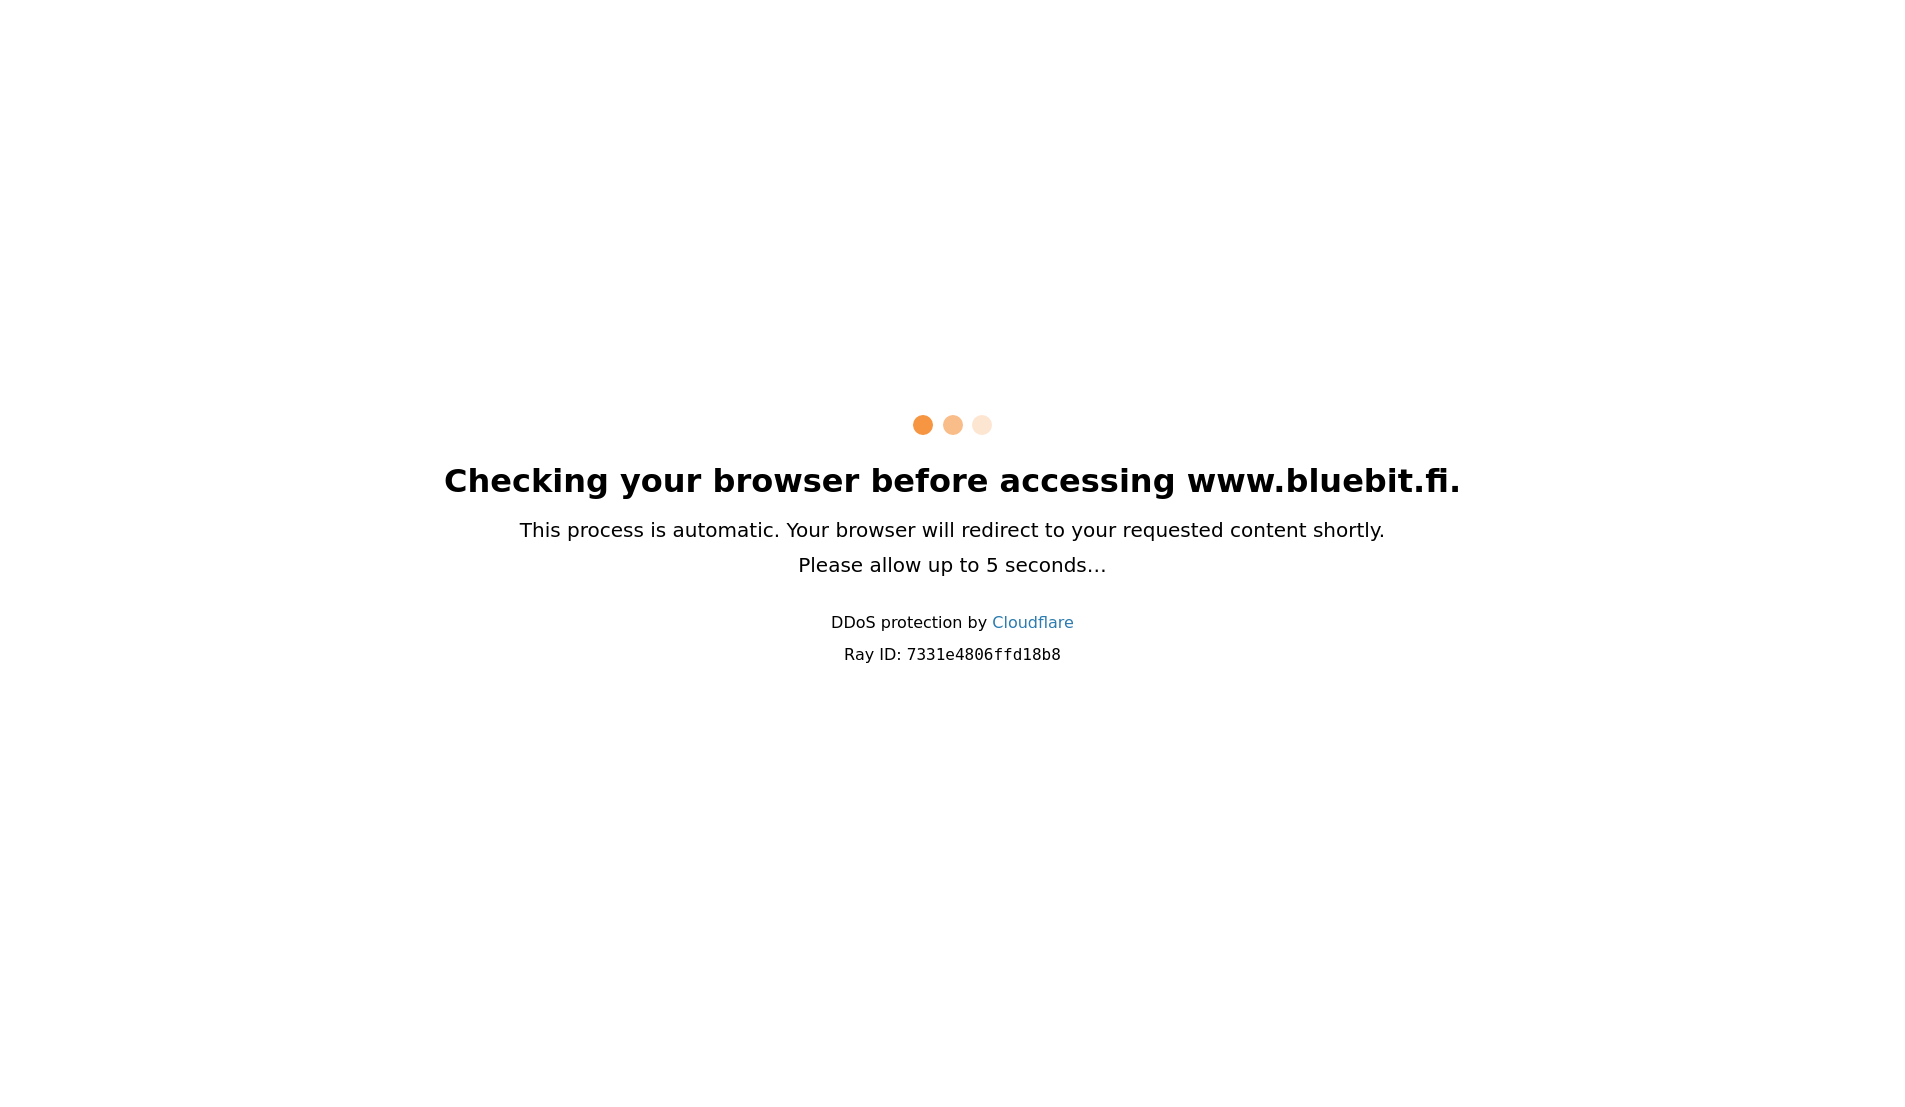 Checking your browser before accessing www.bluebit.fi.
This process is automatic. Your browser will redirect to your requested content shortly.
Please allow up to 5 seconds…
DDoS protection by Cloudflare
Ray ID: 7331e4806ffd18b8